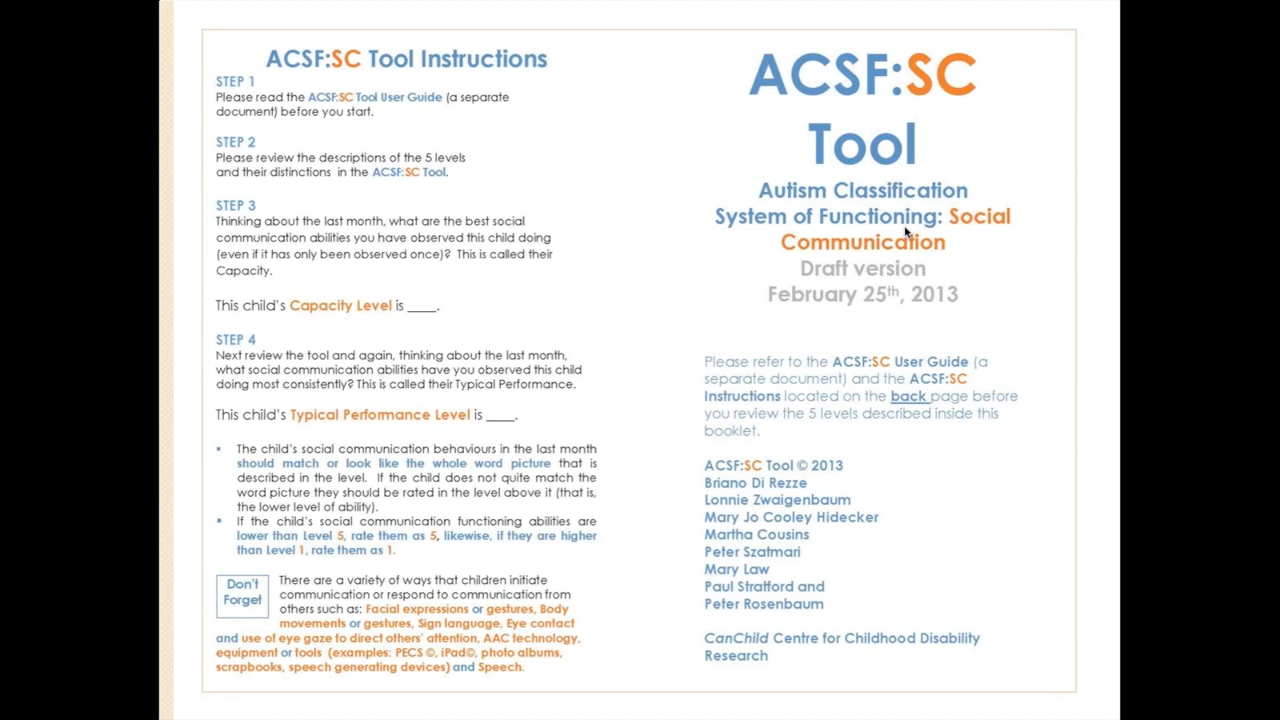 ACSF:SC Tool Instructions
STEP 1
Please read the ACSF:SC Tool User Guide (a separate
document) before you start.
STEP 2
Please review the descriptions of the 5 levels
and their distinctions in the ACSF:SC Tool.
STEP 3
Thinking about the last month, what are the best social
communication abilities you have observed this child doing
(even if it has only been observed once)? This is called their
Capacity.
This child's Capacity Level is ____.
STEP 4
Next review the tool and again, thinking about the last month,
what social communication abilities have you observed this child
doing most consistently? This is called their Typical Performance.
This child's Typical Performance Level is ____.
▪ The child's social communication behaviours in the last month
should match or look like the whole word picture that is
described in the level. If the child does not quite match the
word picture they should be rated in the level above it (that is,
the lower level of ability).
▪ If the child's social communication functioning abilities are
lower than Level 5, rate them as 5, likewise, if they are higher
than Level 1, rate them as 1.
Don't
Forget
There are a variety of ways that children initiate
communication or respond to communication from
others such as: Facial expressions or gestures, Body
movements or gestures, Sign language, Eye contact
and use of eye gaze to direct others' attention, AAC technology,
equipment or tools (examples: PECS ©, iPad©, photo albums,
scrapbooks, speech generating devices) and Speech.
ACSF:SC
Tool
Autism Classification
System of Functioning: Social
Communication
Draft version
February 25th, 2013
Please refer to the ACSF:SC User Guide (a
separate document) and the ACSF:SC
Instructions located on the back page before
you review the 5 levels described inside this
booklet.
ACSF:SC Tool © 2013
Briano Di Rezze
Lonnie Zwaigenbaum
Mary Jo Cooley Hidecker
Martha Cousins
Peter Szatmari
Mary Law
Paul Stratford and
Peter Rosenbaum
CanChild Centre for Childhood Disability
Research